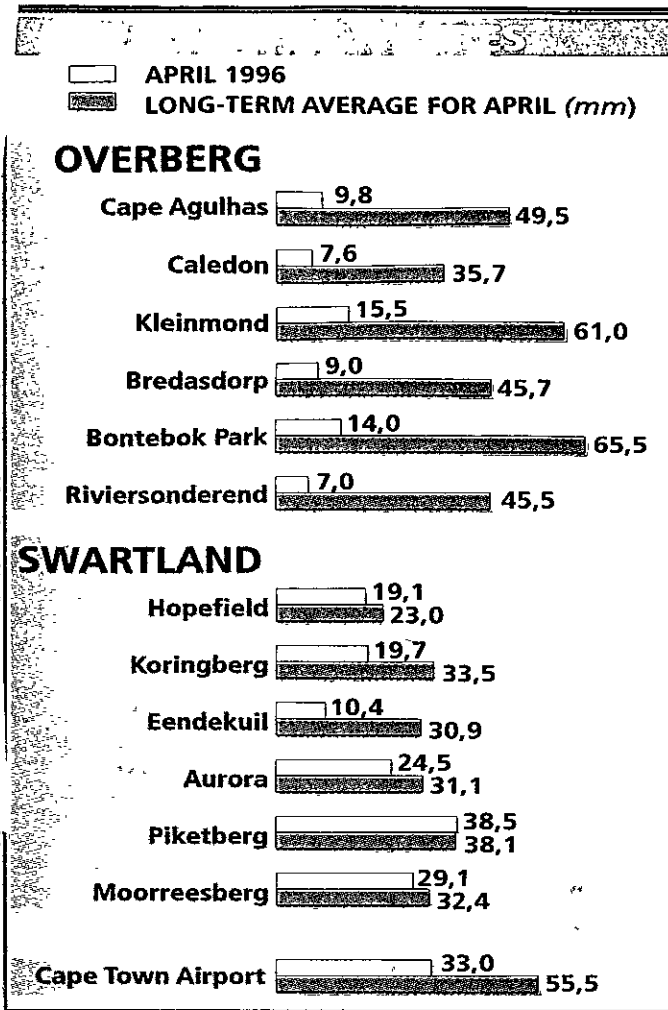 APRIL 1996
LONG-TERM AVERAGE FOR APRIL (mm)
OVERBERG
Cape Agulhas 9,8
49,5
Caledon 7,6
35,7
Kleinmond 15,5
61,0
Bredasdorp 9,0
45,7
Bontebok Park 14,0
65,5
Riviersonderend 7,0
45,5
SWARTLAND
Hopefield 19,1
23,0
Koringberg 19,7
33,5
Eendekuil 10,4
30,9
Aurora 24,5
31,1
Piketberg 38,5
38,1
Moorreesberg 29,1
32,4
Cape Town Airport 33,0
55,5